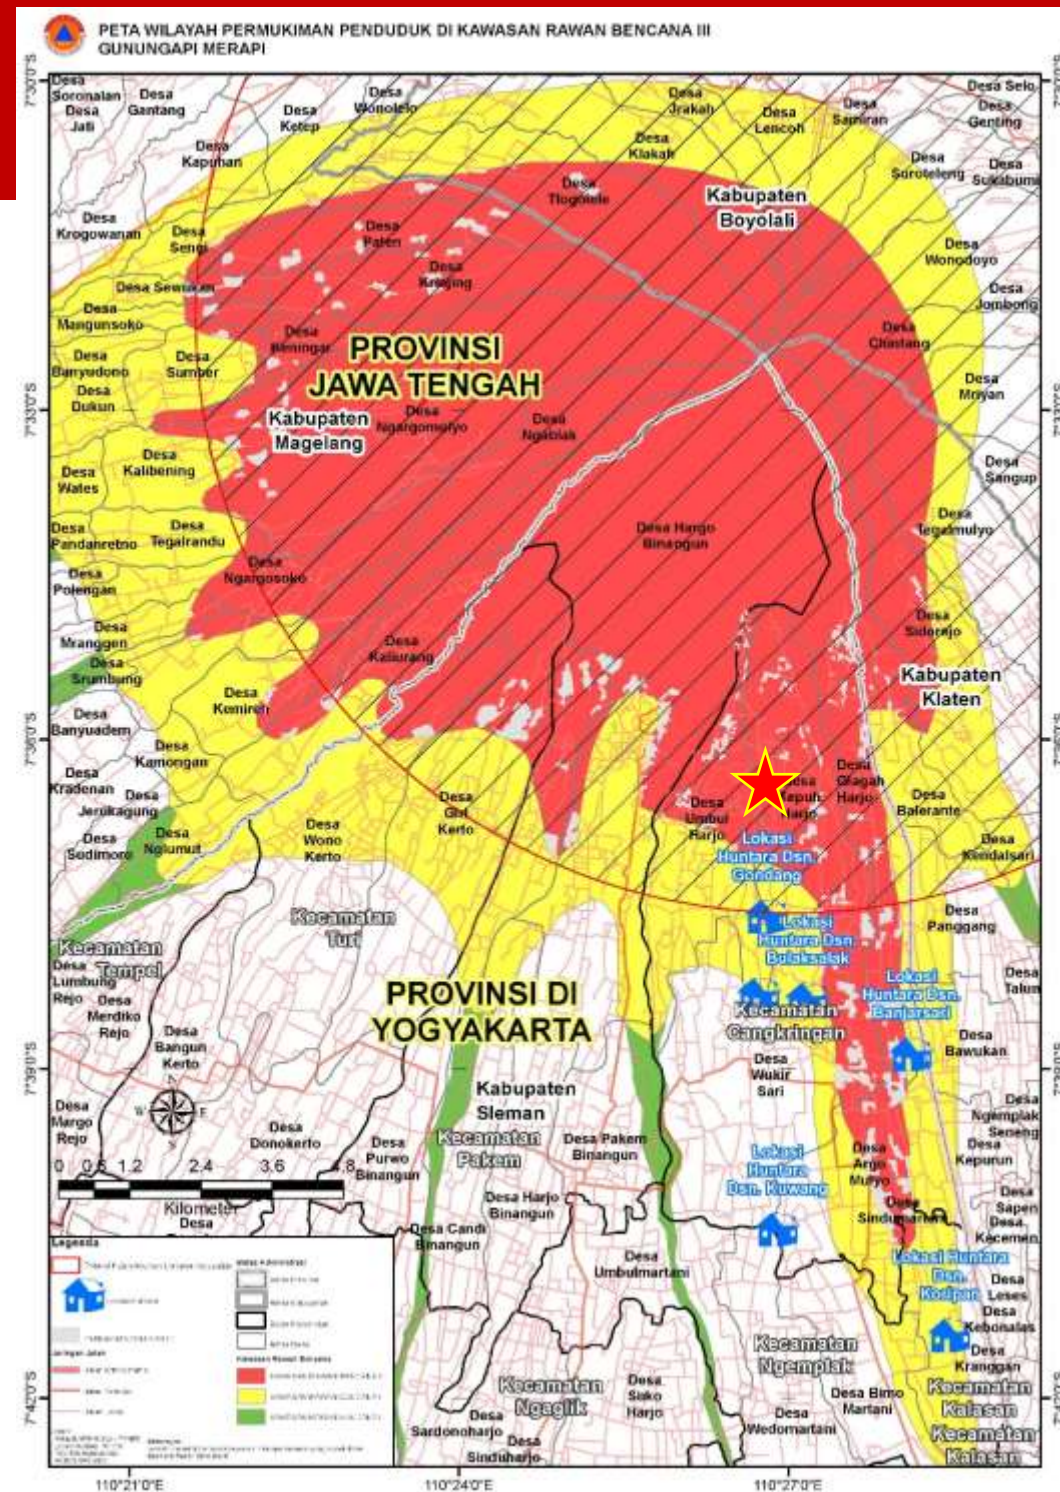 PETA WILAYAH PERMUKIMAN PENDUDUK DI KAWASAN RAWAN BENCANA III
GUNUNGAPI MERAPI
Desa
Soronalan
Desa
Jati
Desa
Gantang
Desa
Ketep
Desa
Wonolelo
Desa
Jrakah
Desa
Lencoh
Desa
Samiran
Desa Selo
Desa
Genting
Desa
Kapuhan
Desa
Klakah
Desa
Tlogolele
Kabupaten
Boyolali
Desa
Soroteleng
Desa
Sukabumi
Desa
Krogowanan
Desa
Sengi
Desa
Paten
Desa
Krinjing
Desa
Wonodoyo
Desa
Jombong
Desa Sewukan
Desa
Mangunsoko
Desa
Banyudono
Desa
Dukun
Desa
Sumber
Desa
PROVINSI
JAWA TENGAH
Desa
Desa
Mriyan
Kabupaten
Magelang
Desa
Ngargomulyo
Desa
Ngablak
Desa
Kalibening
Desa
Wates
Desa
Sangup
Desa
Pandanretno
Desa
Tegalrandu
Desa Hargo
Binangun
Desa
Tegalmulyo
Desa
Polengan
Desa
Ngargosoko
Desa
Mranggen
Desa
Srumbung
Desa
Kaliurang
Desa
Sidorejo
Kabupaten
Klaten
Desa
Kemiren
Desa
Banyuadem
Desa
Kamongan
Desa
Kradenan
Desa
Jerukagung
Desa
Sudimoro
Desa
Nglumut
Desa
Wono
Kerto
Desa
Giri
Kerto
Desa
Umbul
Harjo
Desa
Glagah
Harjo
Desa
Balerante
Desa
Kendalsari
Lokasi
Huntara Dsn.
Gondang
Kecamatan
Turi
Kecamatan
Tempel
Lokasi
Huntara Dsn.
Bulaksalak
Desa
Panggang
Desa
Lumbung
Rejo
Desa
Merdiko
Rejo
Desa
Bangun
Kerto
PROVINSI DI
YOGYAKARTA
Lokasi
Huntara Dsn.
Banjarsari
Desa
Talun
Kecamatan
Cangkringan
Desa
Bawukan
Desa
Wukir
Sari
Desa
Margo
Rejo
N
W
E
S
Kabupaten
Sleman
Kecamatan
Pakem
Desa
Donokerto
Desa
Purwo
Binangun
Desa Pakem
Binangun
Desa
Ngemplak
Seneng
Desa
Kepurun
Lokasi
Huntara
Dsn. Kuwang
Desa
Argo
Mulyo
Desa
Sapen
0 0.6 1.2 2.4 3.6 4.8
Kilometer
Desa
Desa Harjo
Binangun
Desa Candi
Binangun
Desa
Umbulmartani
Desa
Sindumartani
Desa
Kecemen
Lokasi Huntara
Dsn.
Desa
Leses
Desa
Kebonalas
Desa
Kranggan
Legenda
Kecamatan
Ngemplak
Kecamatan
Ngaglik
Desa
Suko
Harjo
Desa Bimo
Martani
Desa
Wedomartani
Desa
Sardonoharjo
Desa
Sinduharjo
Kecamatan
Kalasan
Kecamatan
Kalasan
7°30'0"S
7°33'0"S
7°36'0"S
7°39'0"S
7°42'0"S
110°21'0"E
110°24'0"E
110°27'0"E